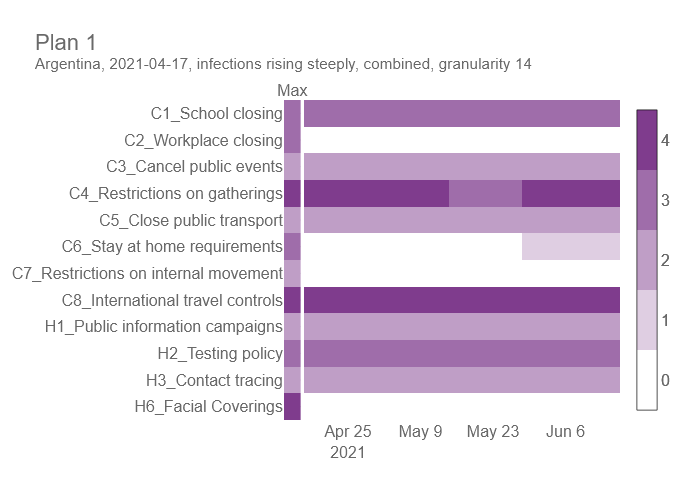 Plan 1
Argentina, 2021-04-17, infections rising steeply, combined, granularity 14
Max
C1_School closing
C2_Workplace closing
C3_Cancel public events
C4_Restrictions on gatherings
C5_Close public transport
C6_Stay at home requirements
C7_Restrictions on internal movement
C8_International travel controls
H1_Public information campaigns
H2_Testing policy
H3_Contact tracing
H6_Facial Coverings
Apr 25 May 9 May 23 Jun 6
2021
4
3
2
1
0